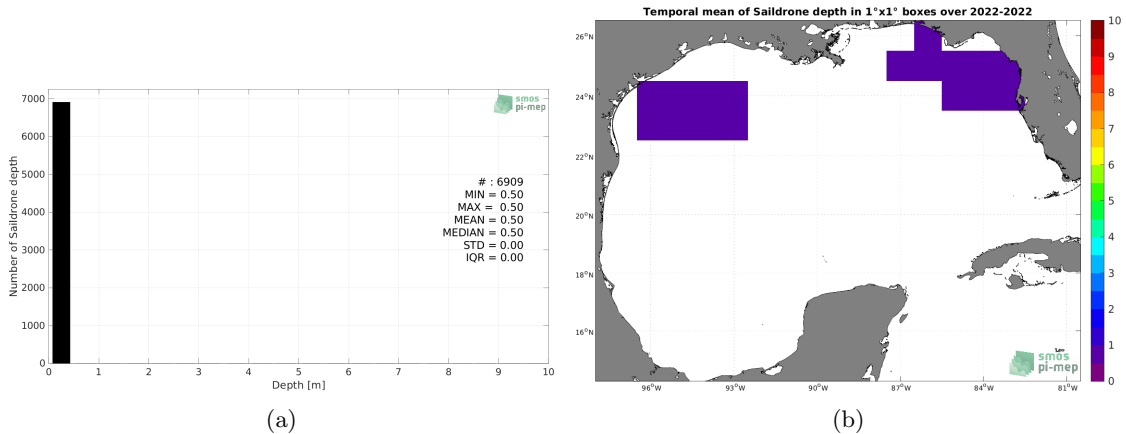 7000
6000
5000
4000
3000
2000
1000
0
Number of Saildrone depth
smos
pi-mep
# : 6909
MIN = 0.50
MAX = 0.50
MEAN = 0.50
MEDIAN = 0.50
STD = 0.00
IQR = 0.00
0 1 2 3 4 5 6 7 8 9 10
Depth [m]
(a)
Temporal mean of Saildrone depth in 1°x1° boxes over 2022-2022
26°N
24°N
22°N
20°N
18°N
16°N
96°W 93°W 90°W 87°W 84°W 81°W
smos
pi-mep
10
9
8
7
6
5
4
3
2
1
0
(b)